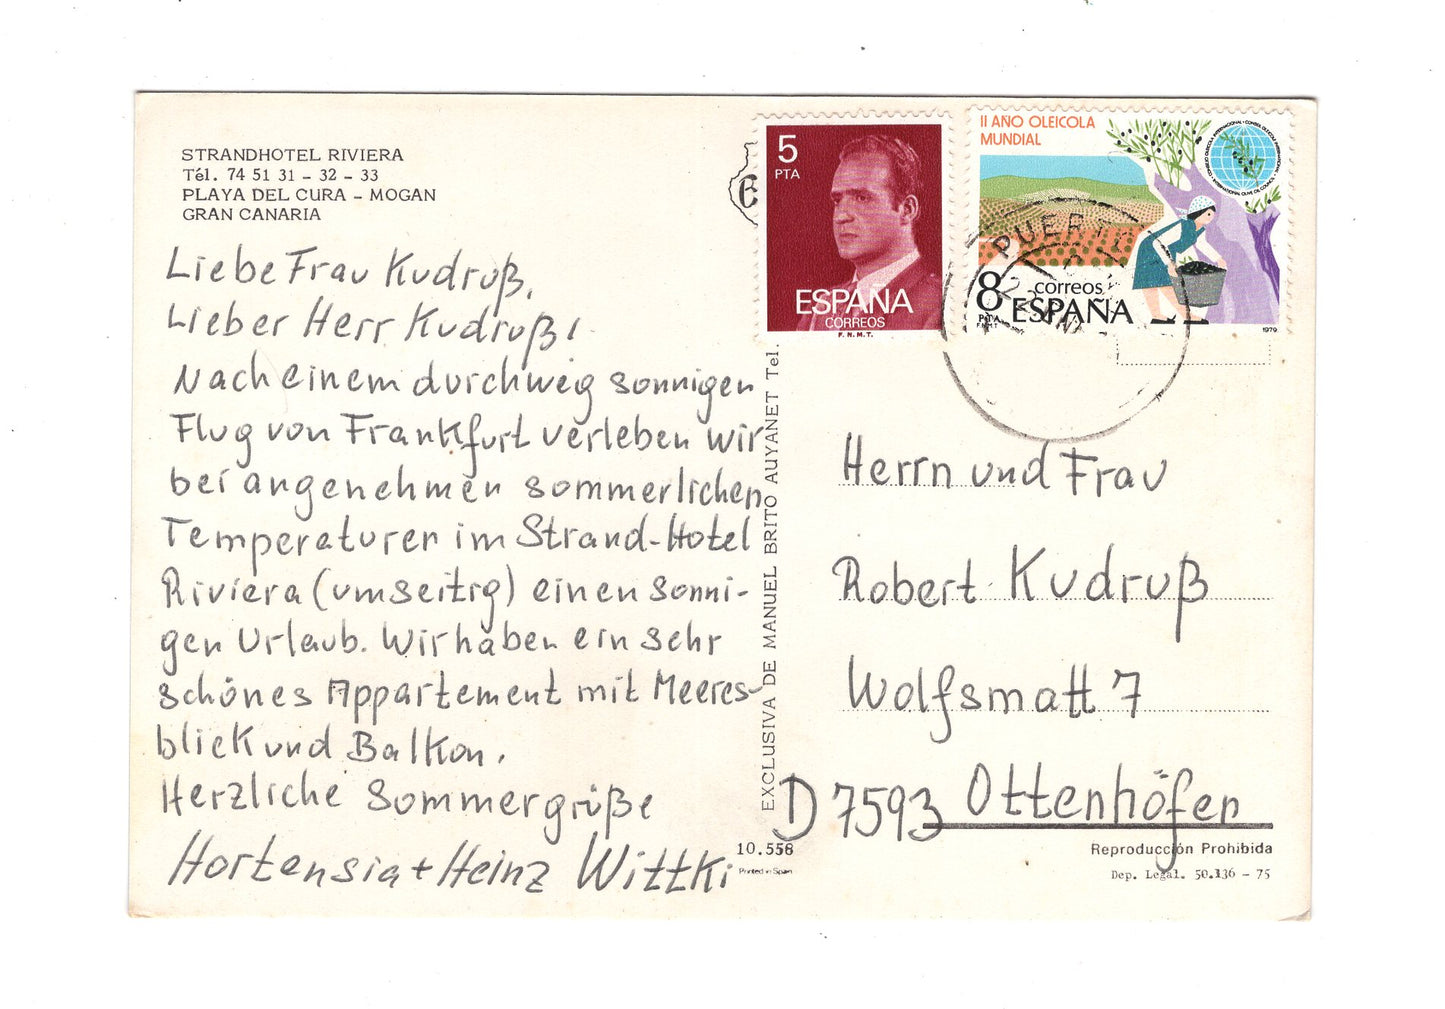 STRANDHOTEL RIVIERA
Tél. 74 51 31 - 32 - 33
PLAYA DEL CURA - MOGAN
GRAN CANARIA
Liebe Frau Kudruß,
Lieber Herr Kudruß!
Nach einem durchweg sonnigen
Flug von Frankfurt verleben wir
bei angenehmen sommerlichen
Temperaturen im Strand-Hotel
Riviera (umseitig) einen sonni-
gen Urlaub. Wir haben ein sehr
schönes Appartement mit Meeres-
blick und Balkon.
Herzliche Sommergrüße
Hortensia + Heinz Wittki
10.558
Printed in Spain
EXCLUSIVA DE MANUEL BRITO AUYANET Tel.
5
PTA
ESPAÑA
CORREOS
F.N.M.T.
II AÑO OLEICOLA
MUNDIAL
8
PTA
F.N.M.T.
correos
ESPAÑA
1979
PUERTO
Herrn und Frau
Robert Kudruß
Wolfsmatt 7
D 7593 Ottenhöfen
Reproducción Prohibida
Dep. Legal. 50.136 - 75